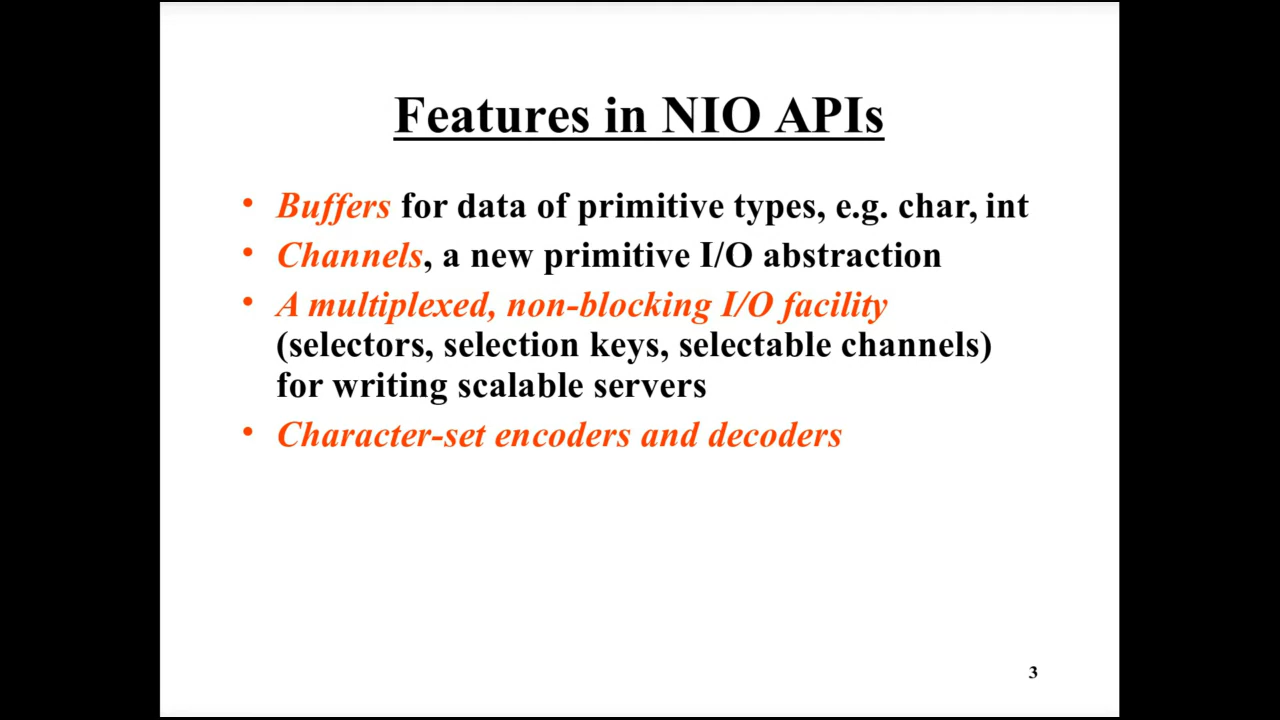 Features in NIO APIs
• Buffers for data of primitive types, e.g. char, int
• Channels, a new primitive I/O abstraction
• A multiplexed, non-blocking I/O facility
(selectors, selection keys, selectable channels)
for writing scalable servers
• Character-set encoders and decoders
3